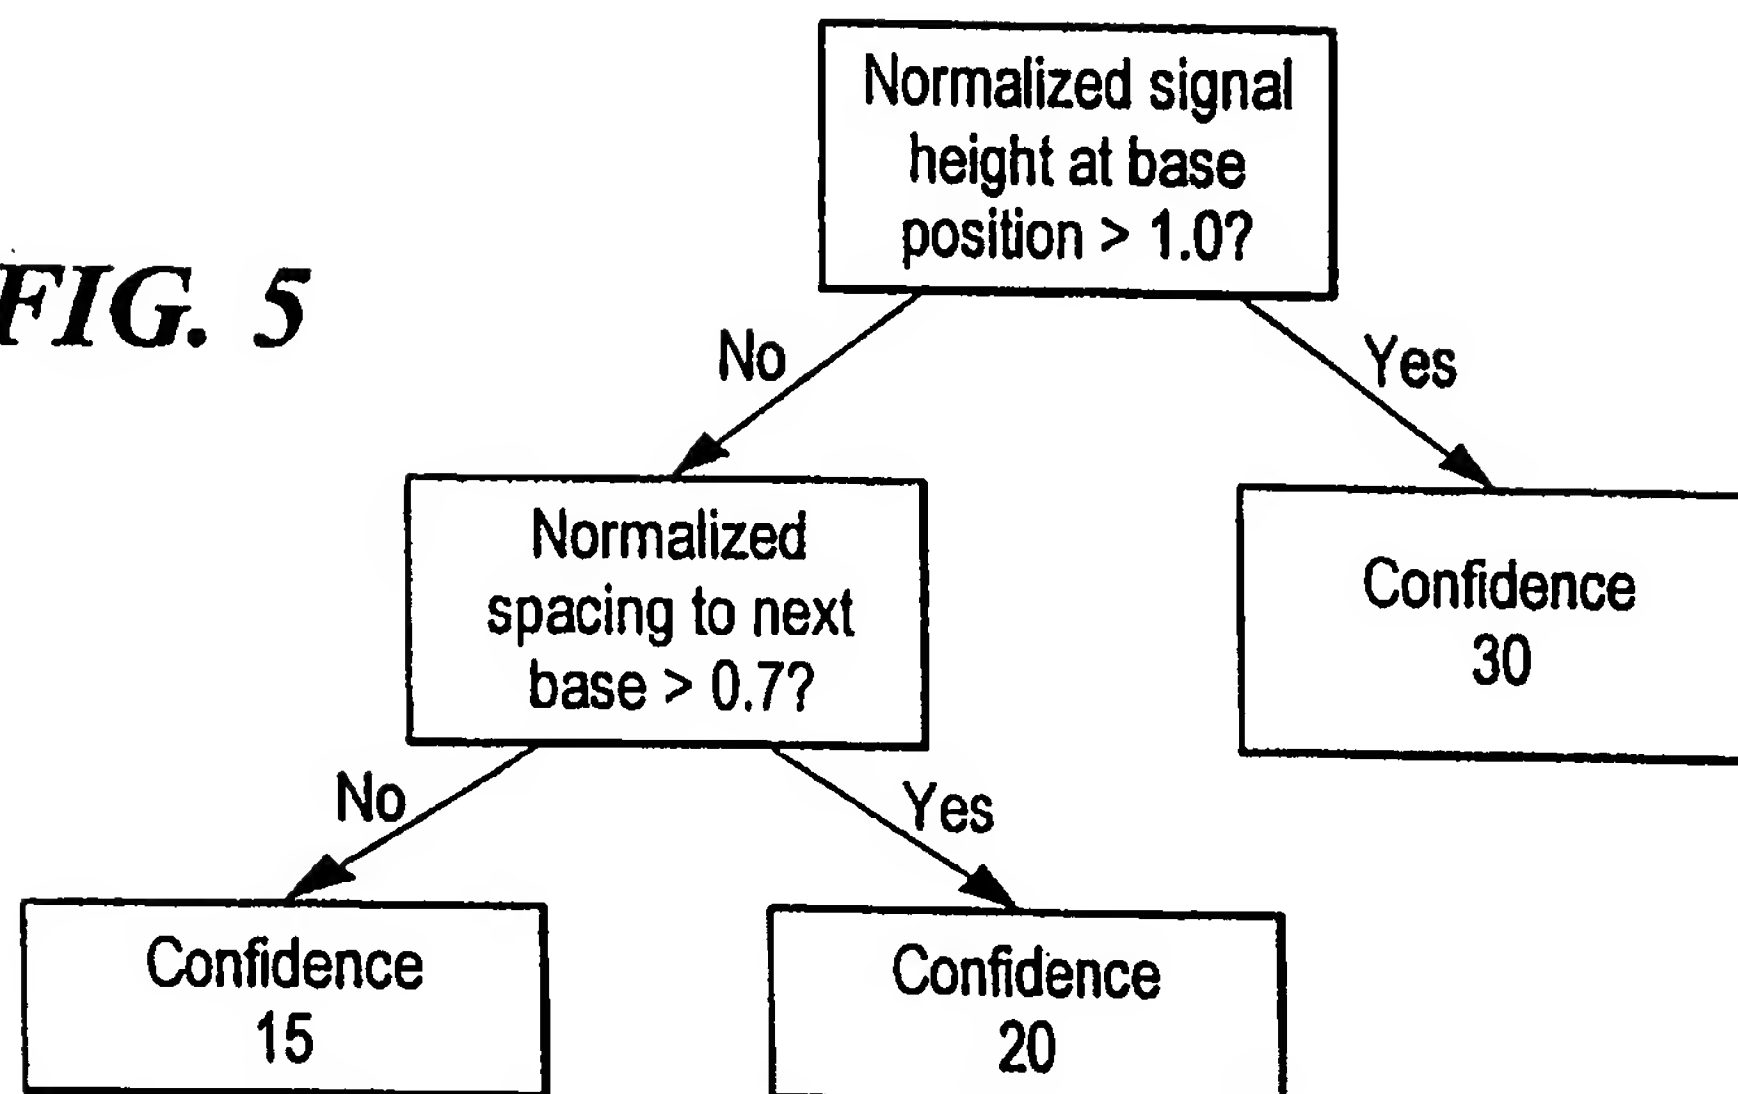 Normalized signal
height at base
position > 1.0?
FIG. 5
No
Yes
Normalized
spacing to next
base > 0.7?
Confidence
30
No
Yes
Confidence
15
Confidence
20